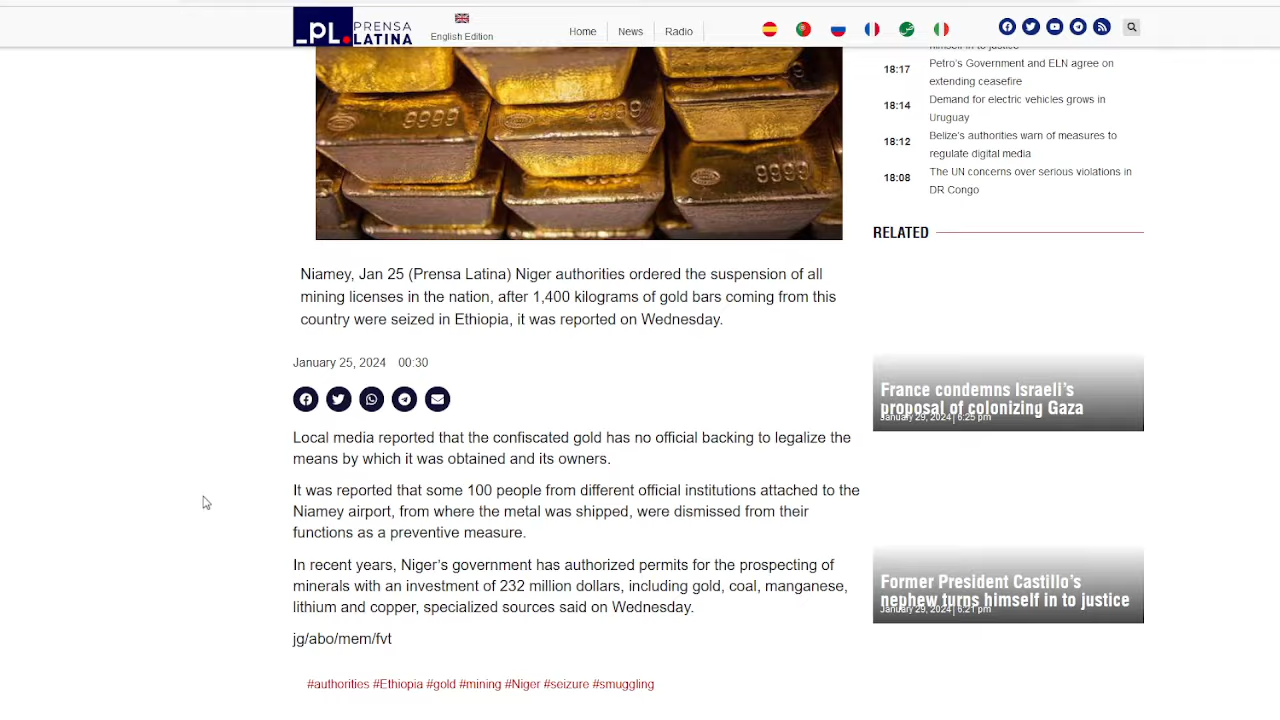 _PL. PRENSA LATINA
English Edition
Home
News
Radio
himself in to justice
18:17
Petro's Government and ELN agree on
extending ceasefire
18:14
Demand for electric vehicles grows in
Uruguay
18:12
Belize's authorities warn of measures to
regulate digital media
18:08
The UN concerns over serious violations in
DR Congo
9999
9999
9999
RELATED
Niamey, Jan 25 (Prensa Latina) Niger authorities ordered the suspension of all
mining licenses in the nation, after 1,400 kilograms of gold bars coming from this
country were seized in Ethiopia, it was reported on Wednesday.
January 25, 2024 00:30
Local media reported that the confiscated gold has no official backing to legalize the
means by which it was obtained and its owners.
It was reported that some 100 people from different official institutions attached to the
Niamey airport, from where the metal was shipped, were dismissed from their
functions as a preventive measure.
In recent years, Niger's government has authorized permits for the prospecting of
minerals with an investment of 232 million dollars, including gold, coal, manganese,
lithium and copper, specialized sources said on Wednesday.
jg/abo/mem/fvt
#authorities #Ethiopia #gold #mining #Niger #seizure #smuggling
France condemns Israeli's
proposal of colonizing Gaza
January 29, 2024 | 6:25 pm
Former President Castillo's
nephew turns himself in to justice
January 29, 2024 | 6:21 pm